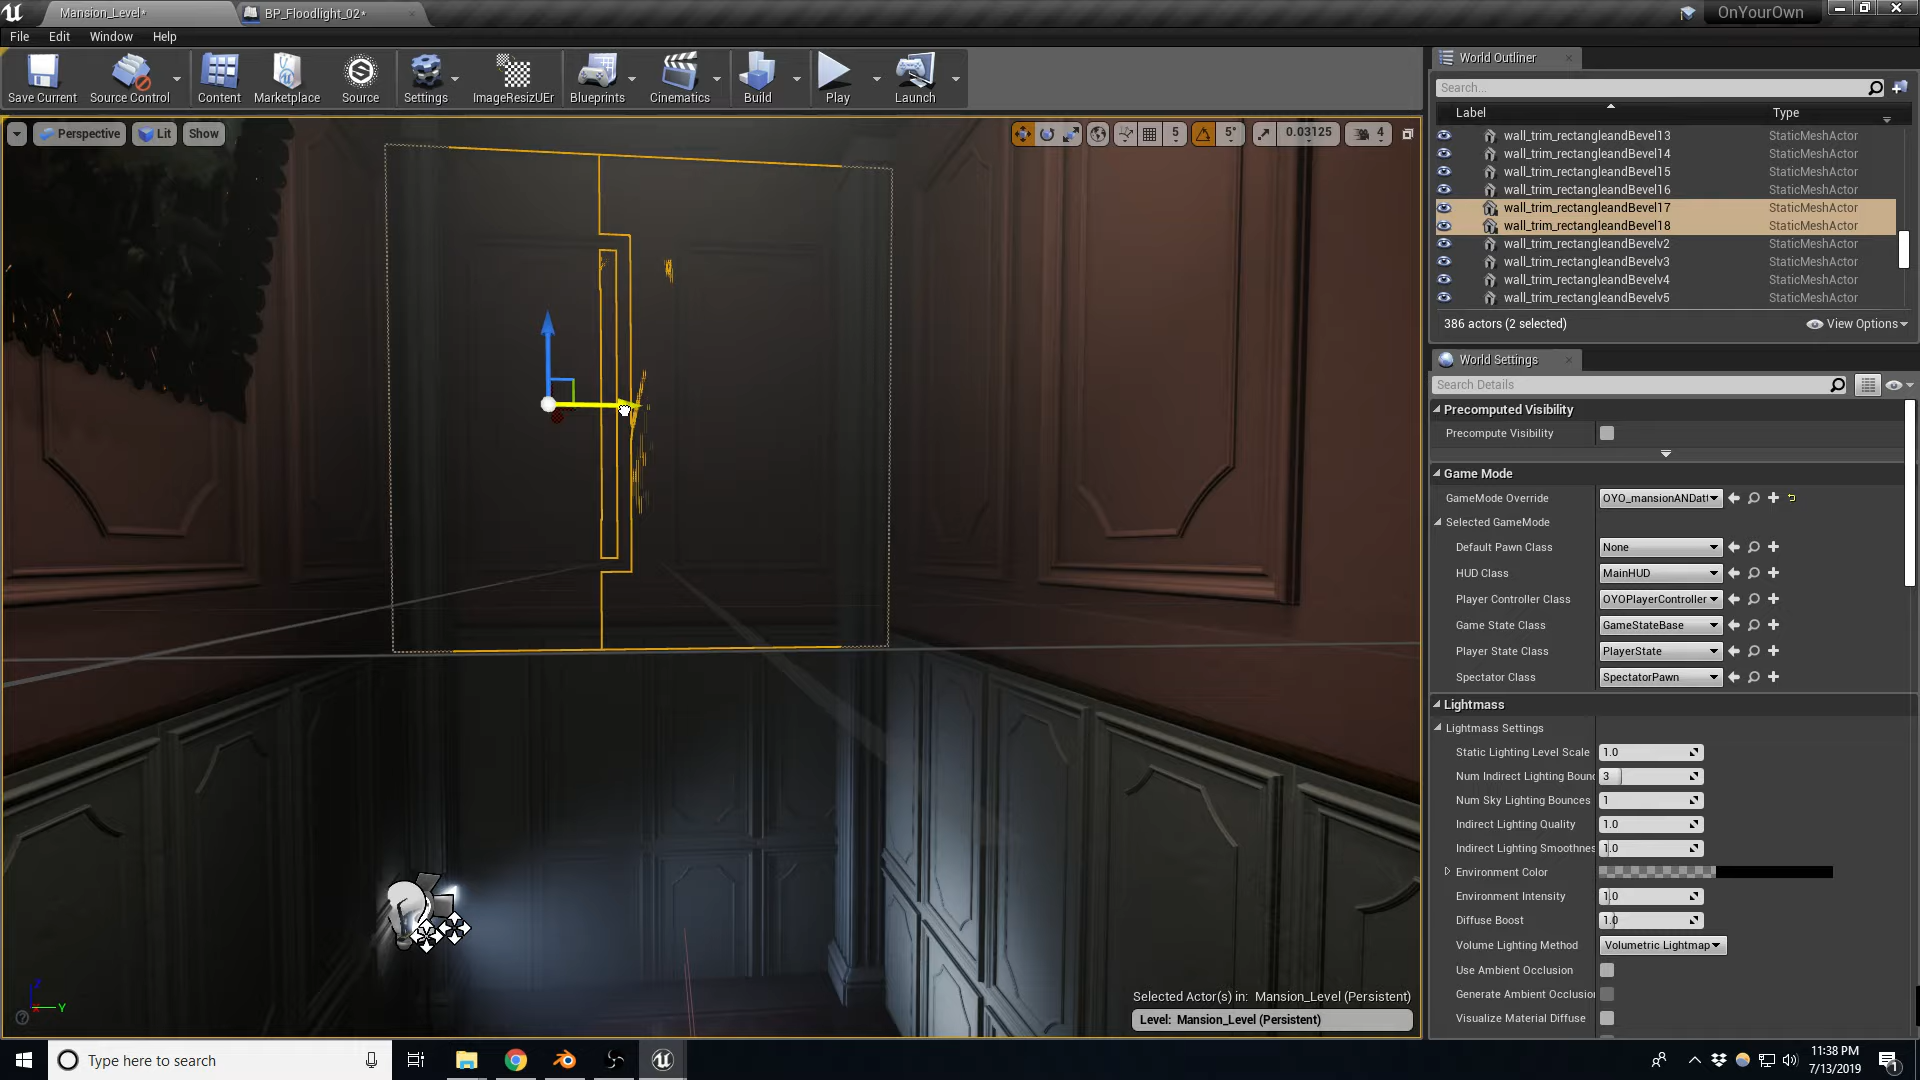 Mansion_Level*
BP_Floodlight_02*
OnYourOwn
File Edit Window Help
Save Current
Source Control
Content
Marketplace
Source
Settings
ImageResizUEr
Blueprints
Cinematics
Build
Play
Launch
Perspective
Lit
Show
5
5°
0.03125
4
World Outliner
Search...
Label Type
wall_trim_rectangleandBevel13 StaticMeshActor
wall_trim_rectangleandBevel14 StaticMeshActor
wall_trim_rectangleandBevel15 StaticMeshActor
wall_trim_rectangleandBevel16 StaticMeshActor
wall_trim_rectangleandBevel17 StaticMeshActor
wall_trim_rectangleandBevel18 StaticMeshActor
wall_trim_rectangleandBevelv2 StaticMeshActor
wall_trim_rectangleandBevelv3 StaticMeshActor
wall_trim_rectangleandBevelv4 StaticMeshActor
wall_trim_rectangleandBevelv5 StaticMeshActor
386 actors (2 selected)
View Options
World Settings
Search Details
Precomputed Visibility
Precompute Visibility
Game Mode
GameMode Override OYO_mansionANDatt
Selected GameMode
Default Pawn Class None
HUD Class MainHUD
Player Controller Class OYOPlayerController
Game State Class GameStateBase
Player State Class PlayerState
Spectator Class SpectatorPawn
Lightmass
Lightmass Settings
Static Lighting Level Scale 1.0
Num Indirect Lighting Bounc 3
Num Sky Lighting Bounces 1
Indirect Lighting Quality 1.0
Indirect Lighting Smoothnes 1.0
Environment Color
Environment Intensity 1.0
Diffuse Boost 1.0
Volume Lighting Method Volumetric Lightmap
Use Ambient Occlusion
Generate Ambient Occlusion
Visualize Material Diffuse
Z
X
Y
Selected Actor(s) in: Mansion_Level (Persistent)
Level: Mansion_Level (Persistent)
Type here to search
11:38 PM
7/13/2019
1